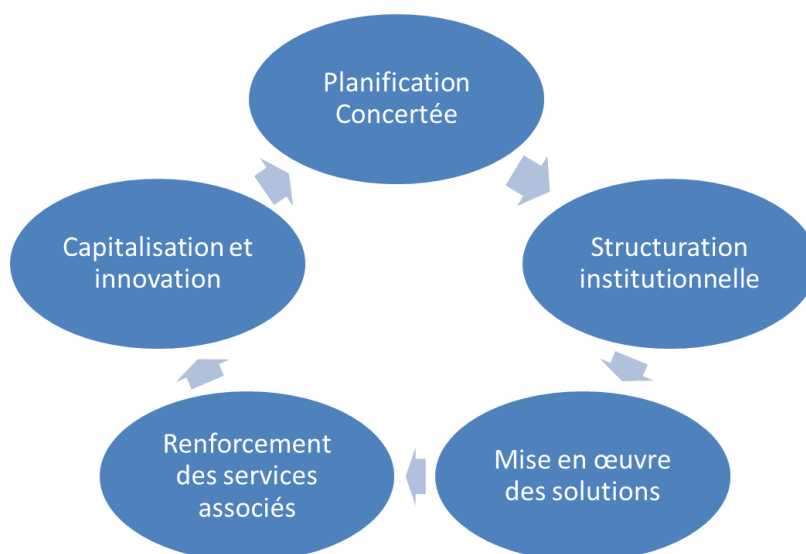 Planification
Concertée
Structuration
institutionnelle
Mise en œuvre
des solutions
Renforcement
des services
associés
Capitalisation et
innovation